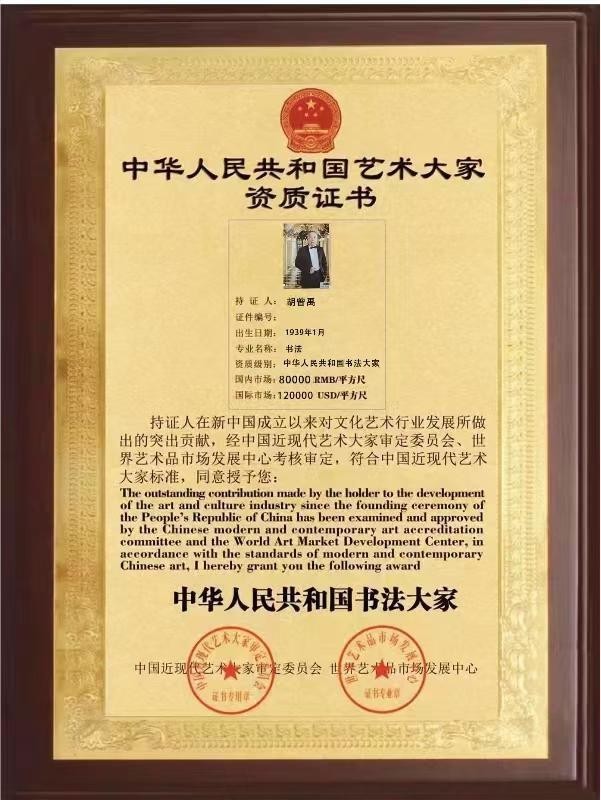 中华人民共和国艺术大家
资质证书
持 证 人： 胡曾禹
证件编号：
出生日期： 1939年1月
专业名称： 书法
资质级别： 中华人民共和国书法大家
国内市场：80000 RMB/平方尺
国际市场：120000 USD/平方尺
持证人在新中国成立以来对文化艺术行业发展所做
出的突出贡献，经中国近现代艺术大家审定委员会、世
界艺术品市场发展中心考核审定，符合中国近现代艺术
大家标准，同意授予您：
The outstanding contribution made by the holder to the development
of the art and culture industry since the founding ceremony of
the People's Republic of China has been examined and approved
by the Chinese modern and contemporary art accreditation
committee and the World Art Market Development Center, in
accordance with the standards of modern and contemporary
Chinese art, I hereby grant you the following award
中华人民共和国书法大家
中国近现代艺术大家审定委员会 世界艺术品市场发展中心
证书专用章
证书专业章